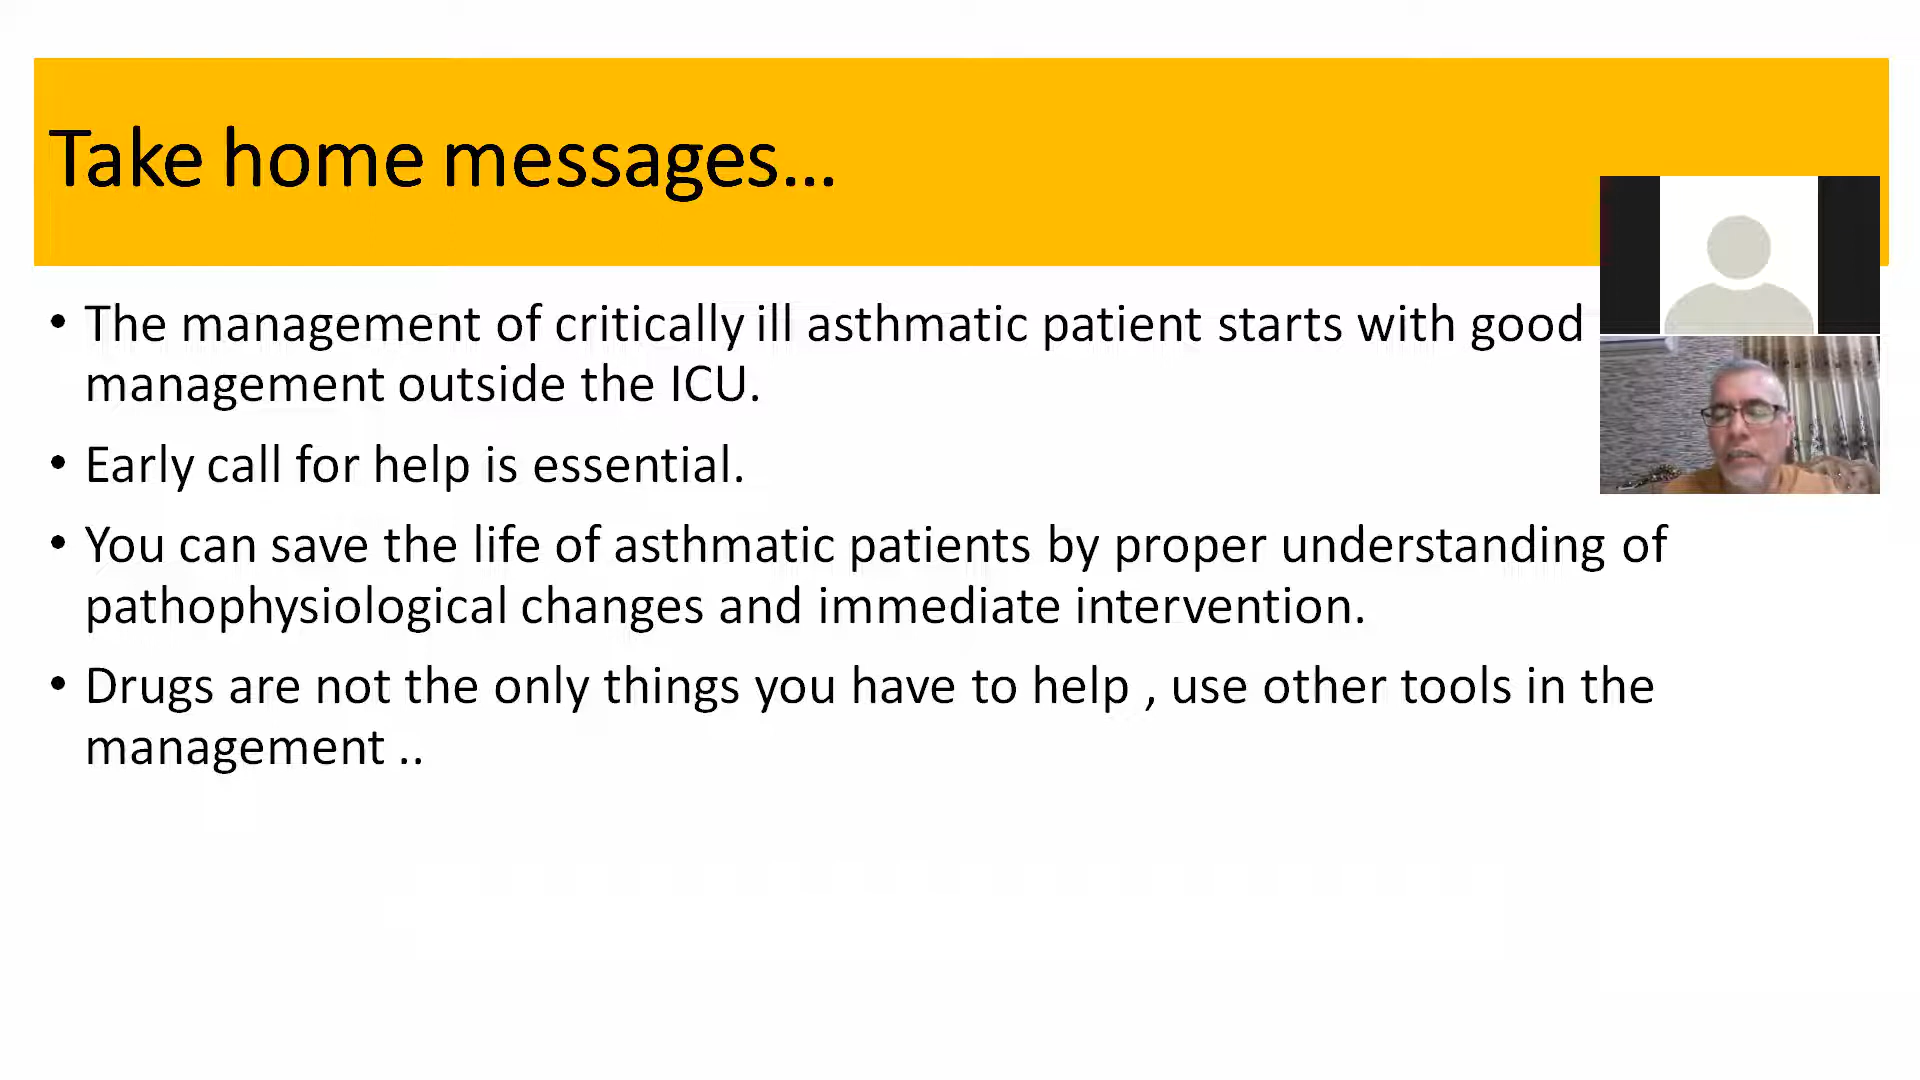 Take home messages...
• The management of critically ill asthmatic patient starts with good
management outside the ICU.
• Early call for help is essential.
• You can save the life of asthmatic patients by proper understanding of
pathophysiological changes and immediate intervention.
• Drugs are not the only things you have to help , use other tools in the
management ..